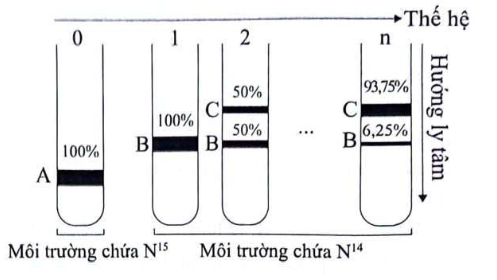 Thế hệ
0 1 2 n
50% 93,75%
100% C C
100% B B 50% ... B 6,25%
A
Hướng ly tâm
Môi trường chứa N¹⁵ Môi trường chứa N¹⁴